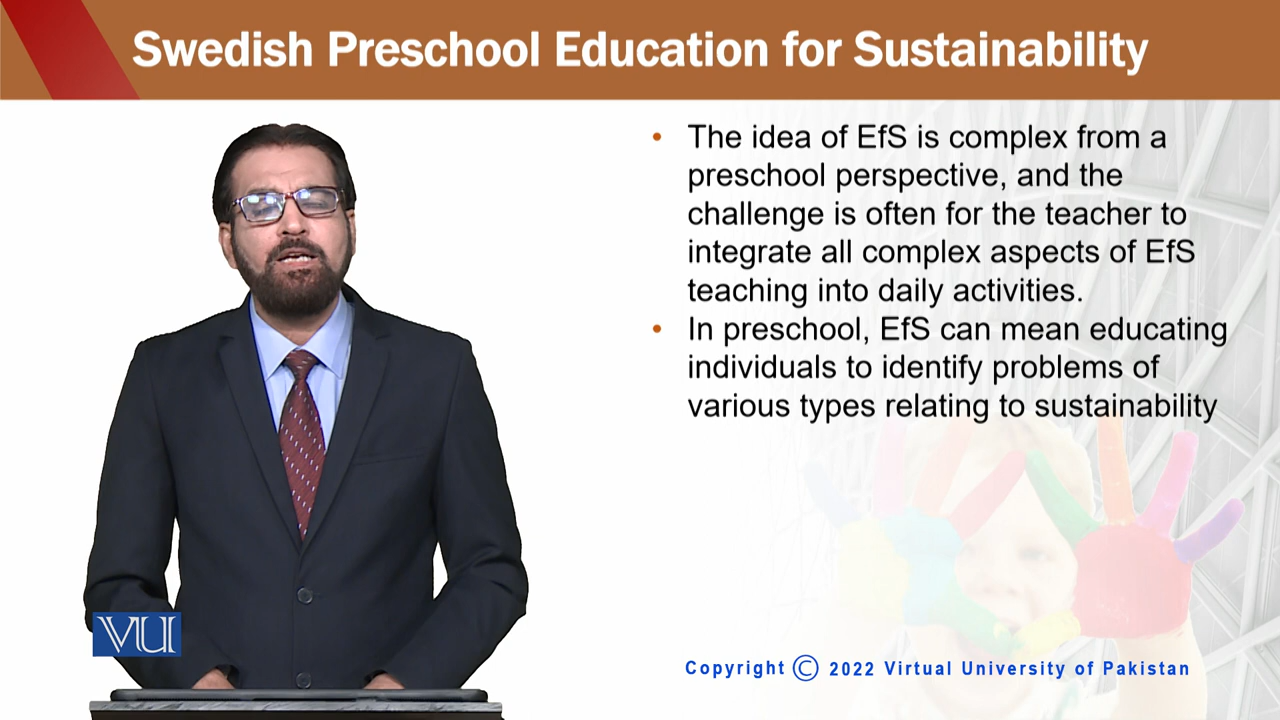 Swedish Preschool Education for Sustainability
• The idea of EfS is complex from a
preschool perspective, and the
challenge is often for the teacher to
integrate all complex aspects of EfS
teaching into daily activities.
• In preschool, EfS can mean educating
individuals to identify problems of
various types relating to sustainability
VU
Copyright © 2022 Virtual University of Pakistan